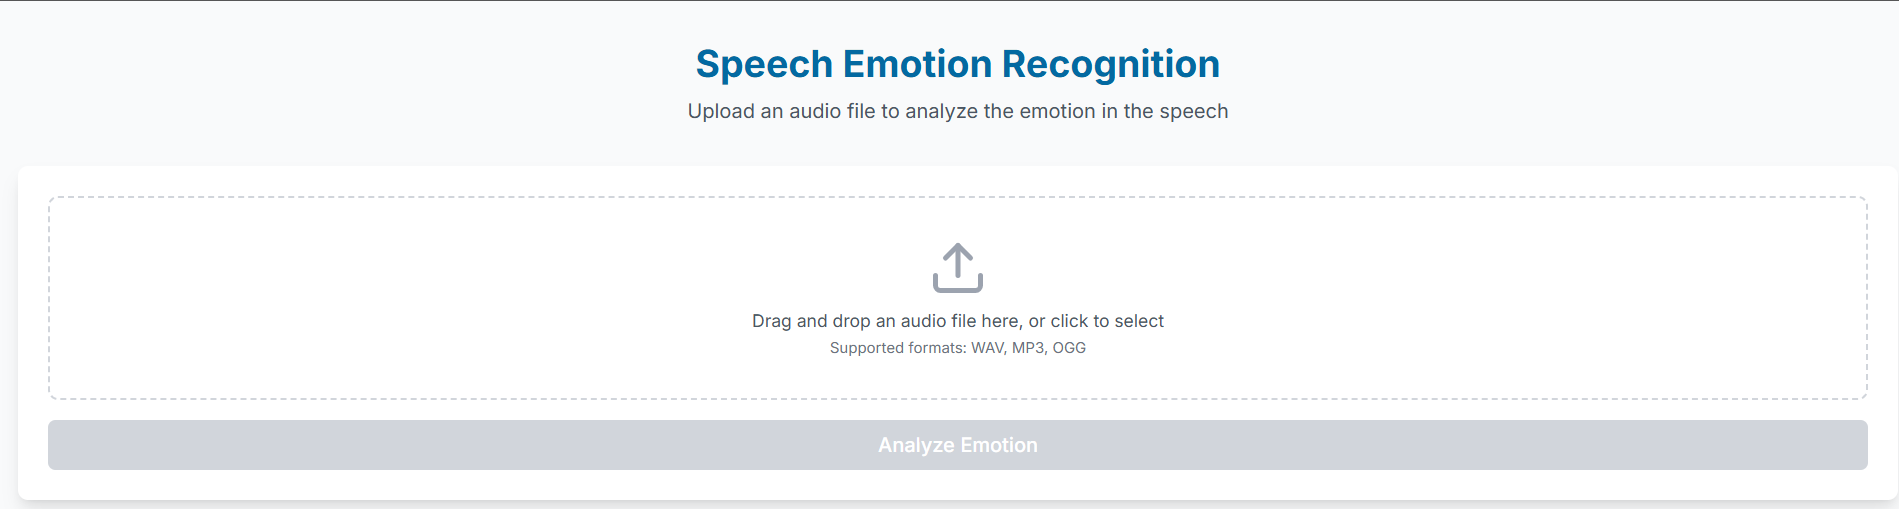 Speech Emotion Recognition
Upload an audio file to analyze the emotion in the speech
Drag and drop an audio file here, or click to select
Supported formats: WAV, MP3, OGG
Analyze Emotion